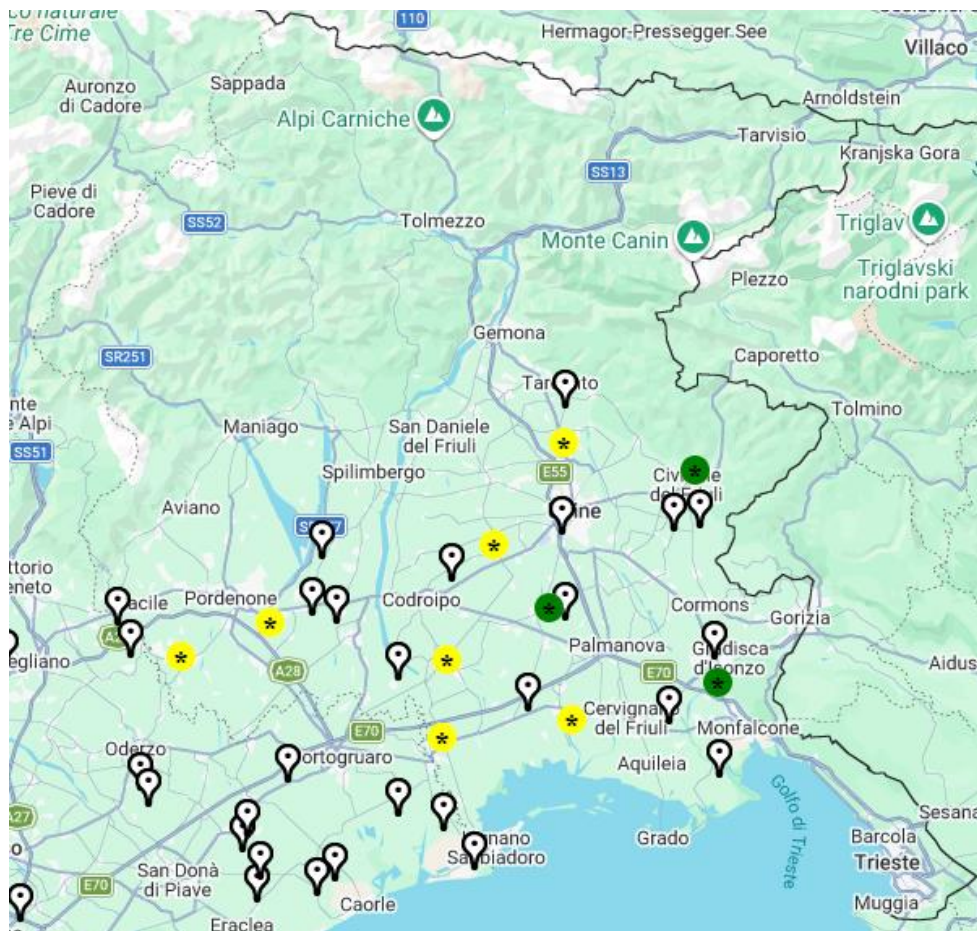 110
Hermagor-Pressegger See
Villaco
Tre Cime
Sappada
Auronzo
di Cadore
Alpi Carniche
Arnoldstein
Tarvisio
Kranjska Gora
SS13
Pieve di
Cadore
SS52
Tolmezzo
Monte Canin
Triglav
Plezzo
Triglavski
narodni park
Gemona
SR251
Caporetto
Tolmino
Maniago
San Daniele
del Friuli
SS51
Spilimbergo
E55
*
*
Aviano
*
Pordenone
Codroipo
*
Cormons
Gorizia
*
Palmanova
*
*
A28
E70
*
*
Cervignano
del Friuli
Monfalcone
Oderzo
E70
*
Aquileia
Golfo di Trieste
Grado
Barcola
Trieste
San Donà
di Piave
E70
Caorle
Muggia
Eraclea